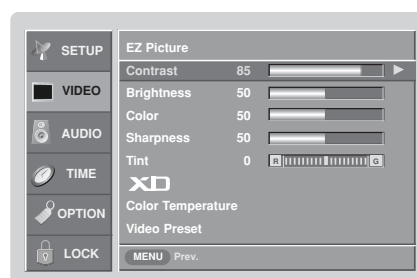 SETUP
VIDEO
AUDIO
TIME
OPTION
LOCK
EZ Picture
Contrast 85
Brightness 50
Color 50
Sharpness 50
Tint 0 R G
XD
Color Temperature
Video Preset
MENU Prev.